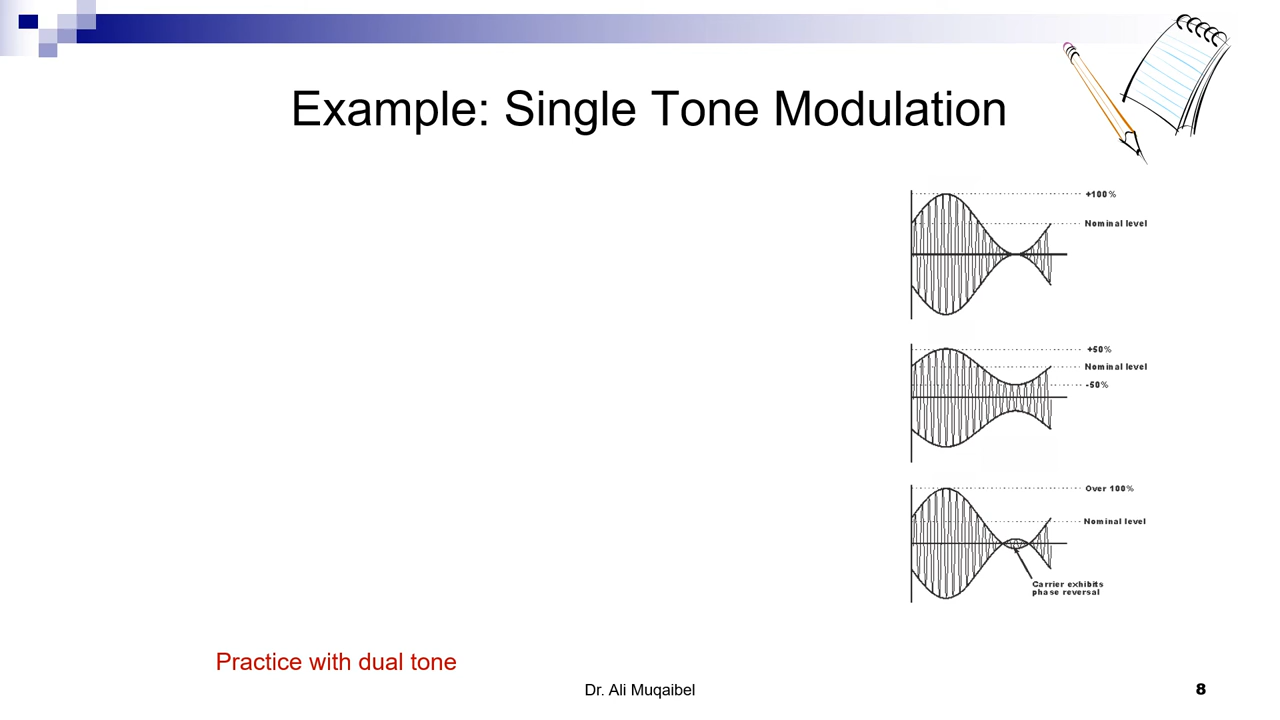 Example: Single Tone Modulation
+100%
Nominal level
+50%
Nominal level
-50%
Over 100%
Nominal level
Carrier exhibits
phase reversal
Practice with dual tone
Dr. Ali Muqaibel
8